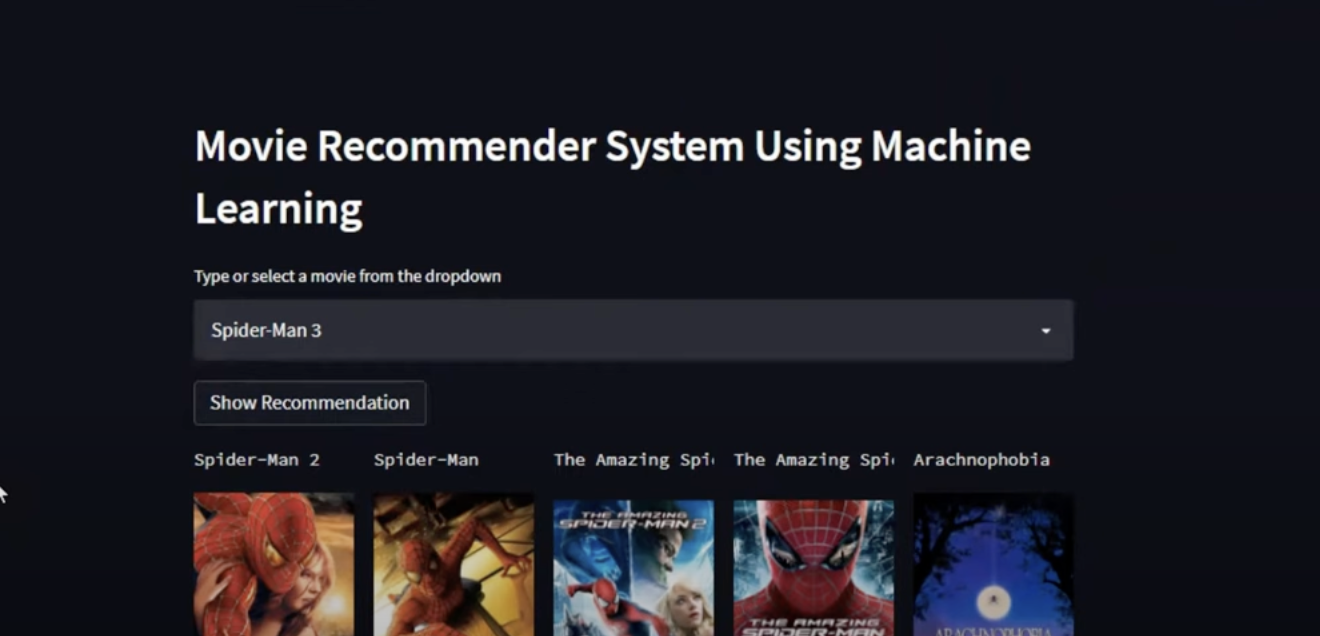 Movie Recommender System Using Machine
Learning
Type or select a movie from the dropdown
Spider-Man 3
Show Recommendation
Spider-Man 2
Spider-Man
The Amazing Spi
The Amazing Spi
Arachnophobia
THE AMAZING
SPIDER-MAN 2
THE AMAZING
SPIDER-MAN
ARACHNOPHOBIA